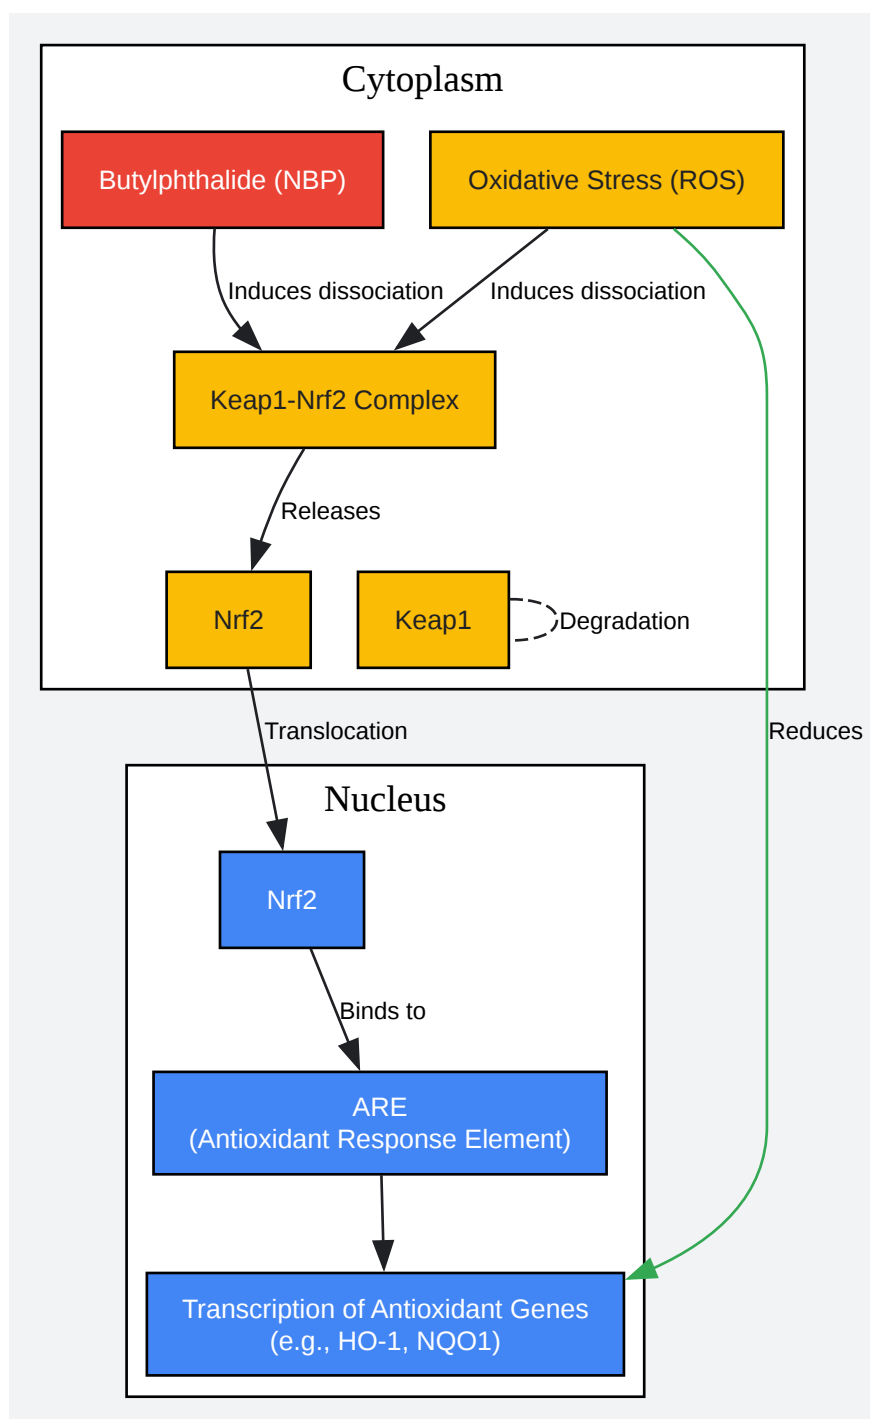 Cytoplasm
Butylphthalide (NBP)
Oxidative Stress (ROS)
Induces dissociation
Induces dissociation
Keap1-Nrf2 Complex
Releases
Nrf2
Keap1
Degradation
Translocation
Reduces
Nucleus
Nrf2
Binds to
ARE
(Antioxidant Response Element)
Transcription of Antioxidant Genes
(e.g., HO-1, NQO1)